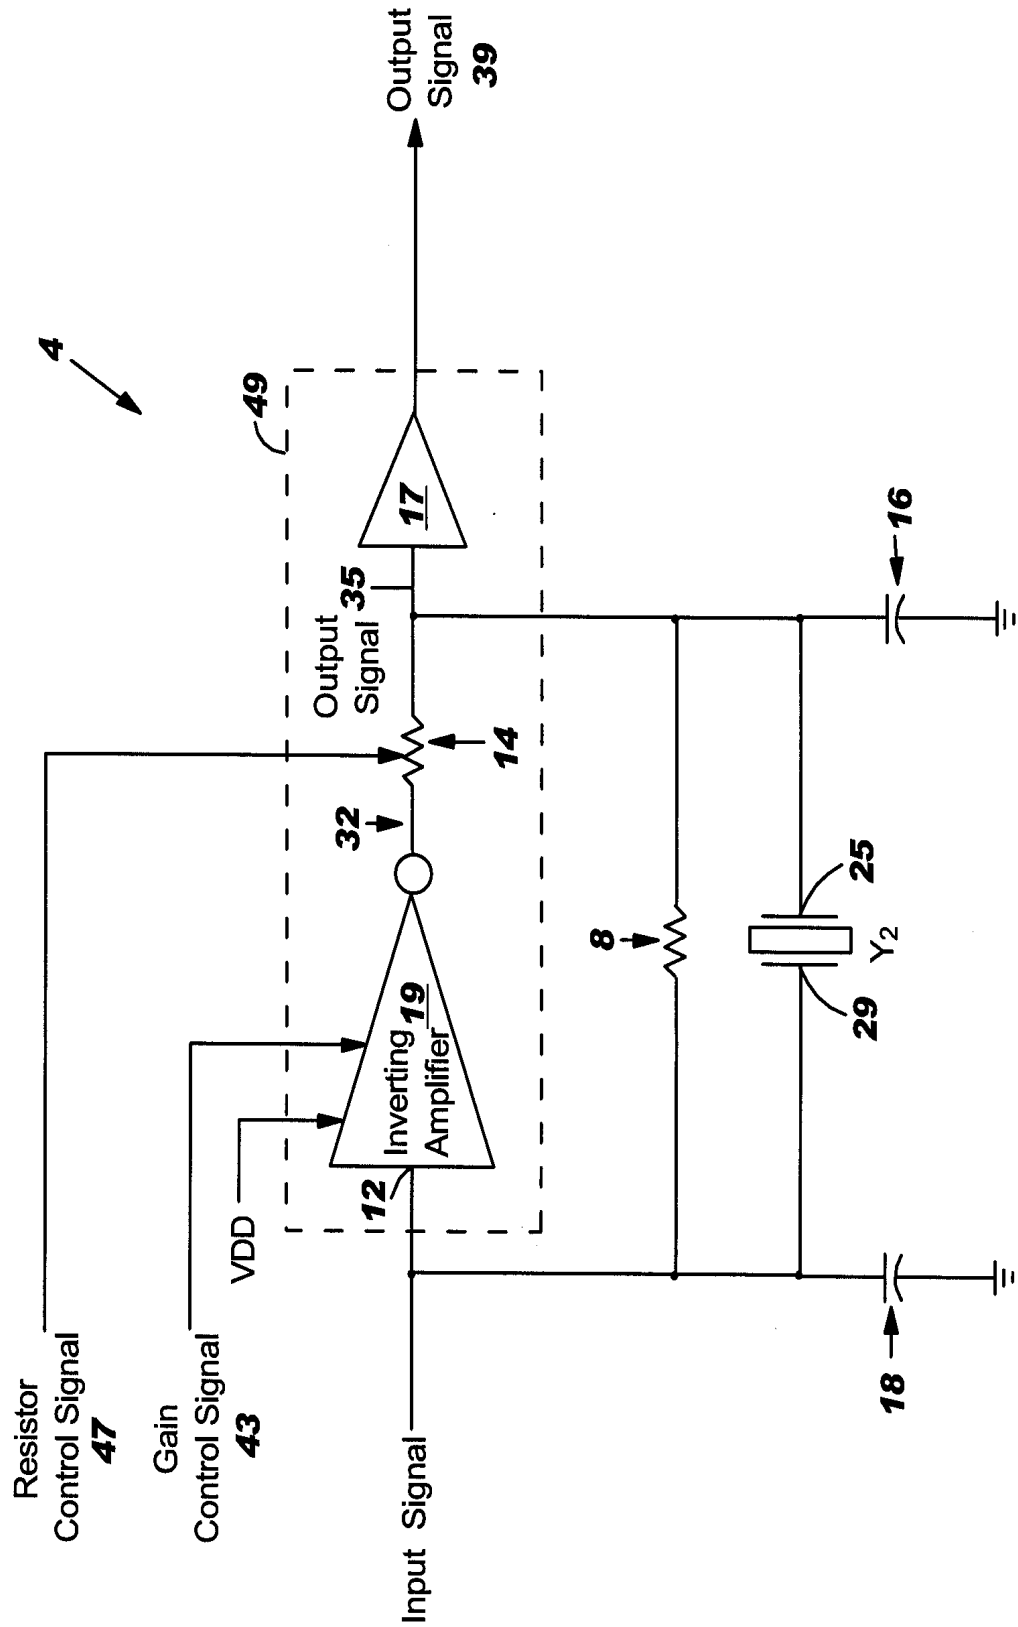 4
Resistor
Control Signal
47
Gain
Control Signal
43
VDD
49
Input Signal
12
Inverting
Amplifier
19
32
14
Output
Signal
35
17
Output
Signal
39
8
29
25
Y2
18
16